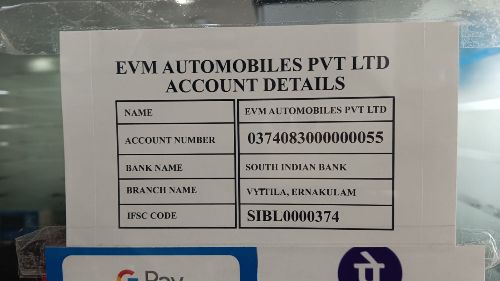 EVM AUTOMOBILES PVT LTD
ACCOUNT DETAILS
NAME EVM AUTOMOBILES PVT LTD
ACCOUNT NUMBER 0374083000000055
BANK NAME SOUTH INDIAN BANK
BRANCH NAME VYTILA, ERNAKULAM
IFSC CODE SIBL0000374
G Pay पे